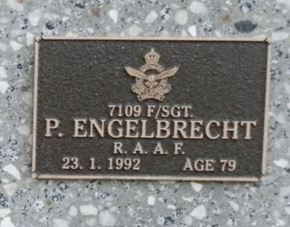 7109 F/SGT.
P. ENGELBRECHT
R. A. A. F.
23. 1. 1992 AGE 79